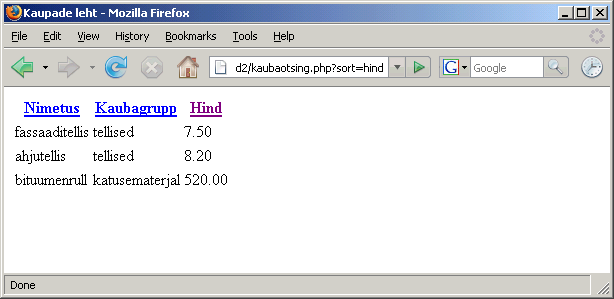 Kaupade leht - Mozilla Firefox
File Edit View History Bookmarks Tools Help
d2/kaubaotsing.php?sort=hind G Google
Nimetus Kaubagrupp Hind
fassaaditellis tellised 7.50
ahjutellis tellised 8.20
bituumenrull katusematerjal 520.00
Done